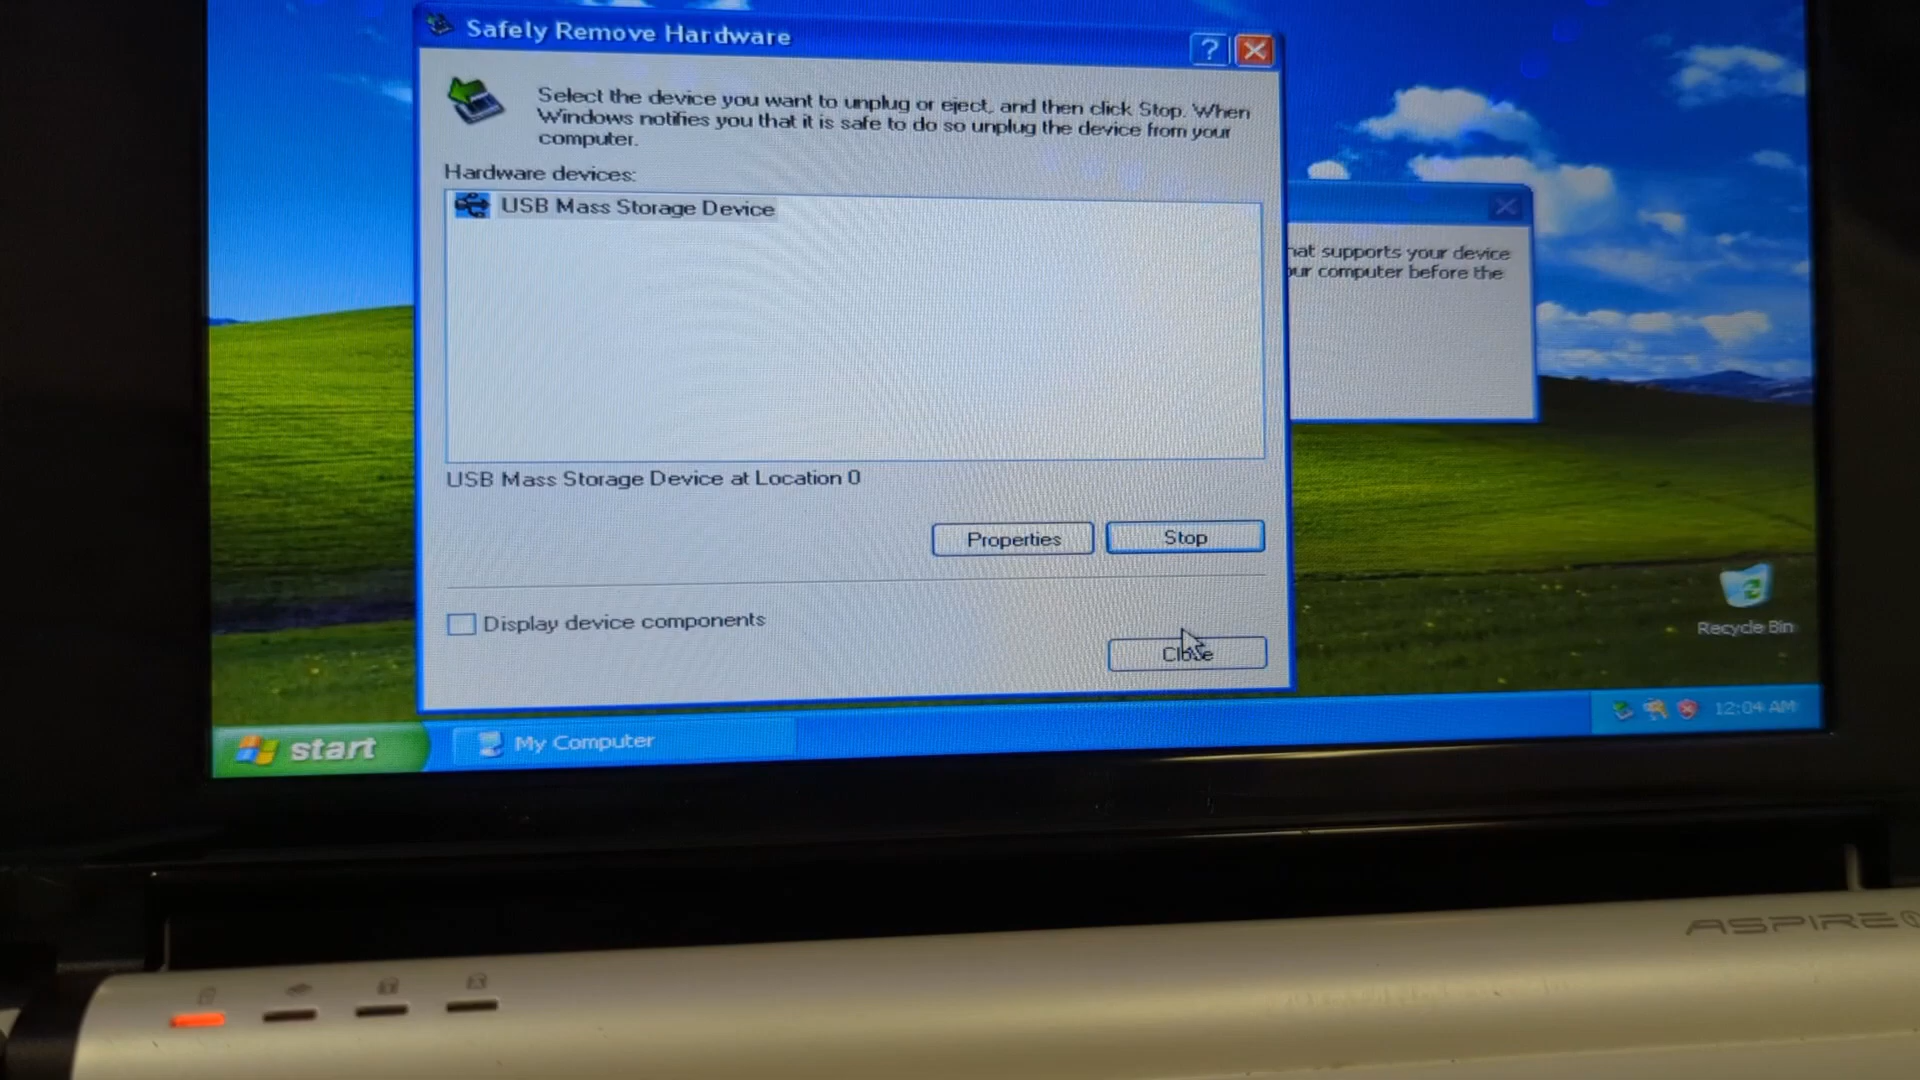 Safely Remove Hardware
Select the device you want to unplug or eject, and then click Stop. When
Windows notifies you that it is safe to do so unplug the device from your
computer.
Hardware devices:
USB Mass Storage Device
hat supports your device
our computer before the
USB Mass Storage Device at Location 0
Properties
Stop
Display device components
Close
Recycle Bin
start
My Computer
12:04 AM
ASPIRE